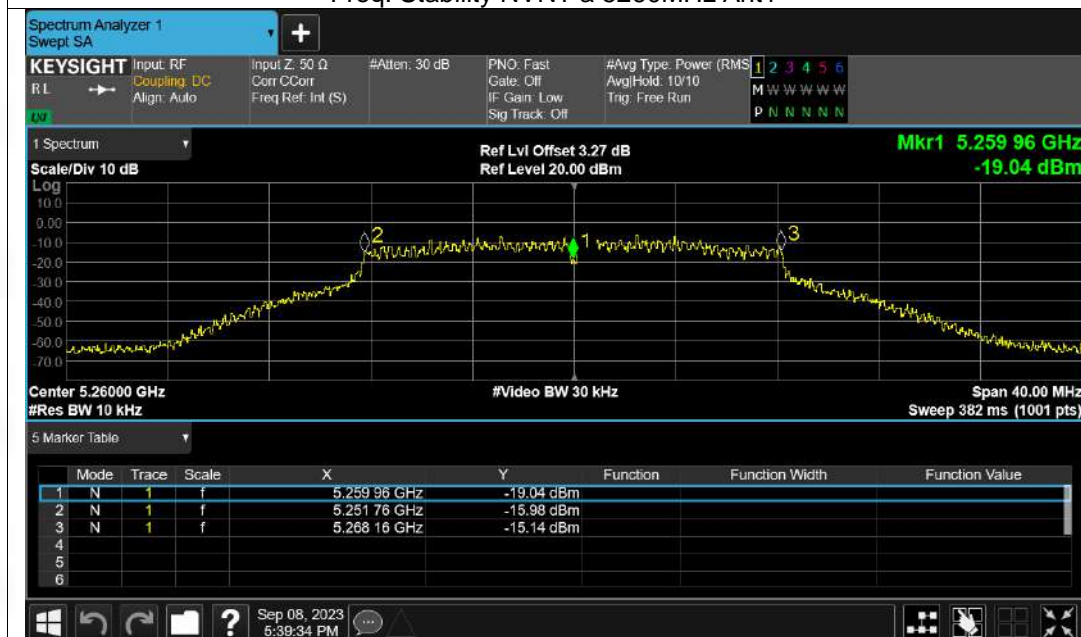 Freq. Stability NVNT a 5260MHz Ant1
Spectrum Analyzer 1
Swept SA
+
KEYSIGHT Input: RF Input Z: 50 Ω #Atten: 30 dB PNO: Fast #Avg Type: Power (RMS 1 2 3 4 5 6
RL Coupling: DC Corr CCorr Gate: Off Avg|Hold: 10/10 M W W W W W
Align: Auto Freq Ref: Int (S) IF Gain: Low Trig: Free Run
Sig Track: Off P N N N N N
LXI
1 Spectrum Ref Lvl Offset 3.27 dB Mkr1 5.259 96 GHz
Scale/Div 10 dB Ref Level 20.00 dBm -19.04 dBm
Log
10.0
0.00
-10.0
-20.0
-30.0
-40.0
-50.0
-60.0
-70.0
2 1 3
Center 5.26000 GHz #Video BW 30 kHz Span 40.00 MHz
#Res BW 10 kHz Sweep 382 ms (1001 pts)
5 Marker Table
Mode Trace Scale X Y Function Function Width Function Value
1 N 1 f 5.259 96 GHz -19.04 dBm
2 N 1 f 5.251 76 GHz -15.98 dBm
3 N 1 f 5.268 16 GHz -15.14 dBm
4
5
6
? Sep 08, 2023
5:39:34 PM